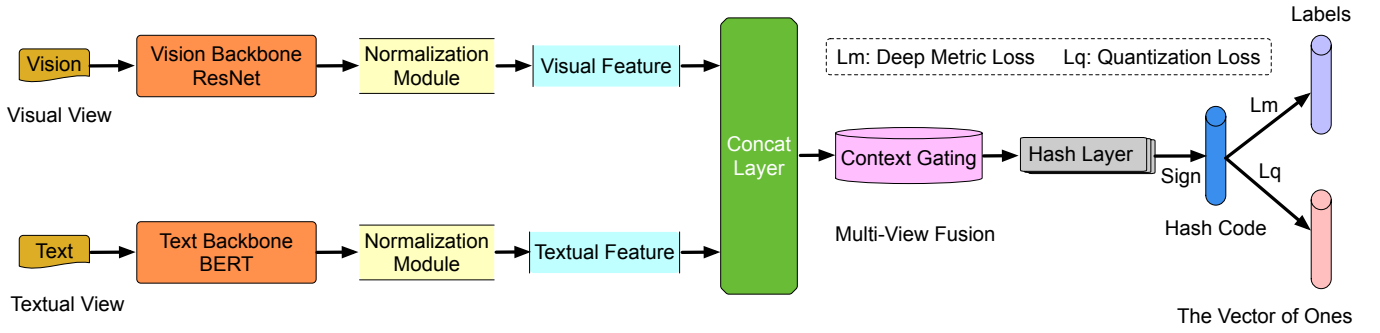 Vision
Visual View
Vision Backbone
ResNet
Normalization
Module
Visual Feature
Text
Textual View
Text Backbone
BERT
Normalization
Module
Textual Feature
Concat
Layer
Lm: Deep Metric Loss Lq: Quantization Loss
Context Gating
Multi-View Fusion
Hash Layer
Sign
Hash Code
Lm
Lq
Labels
The Vector of Ones